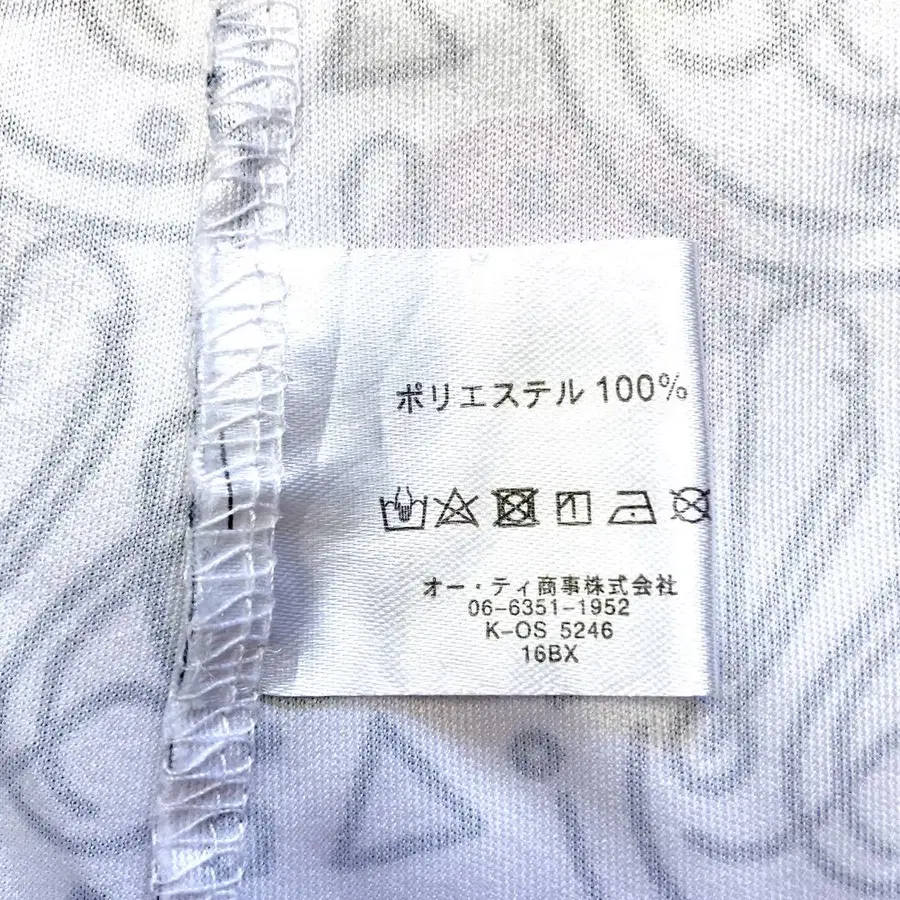 ポリエステル 100%
オー・ティ商事株式会社
06-6351-1952
K-OS 5246
16BX